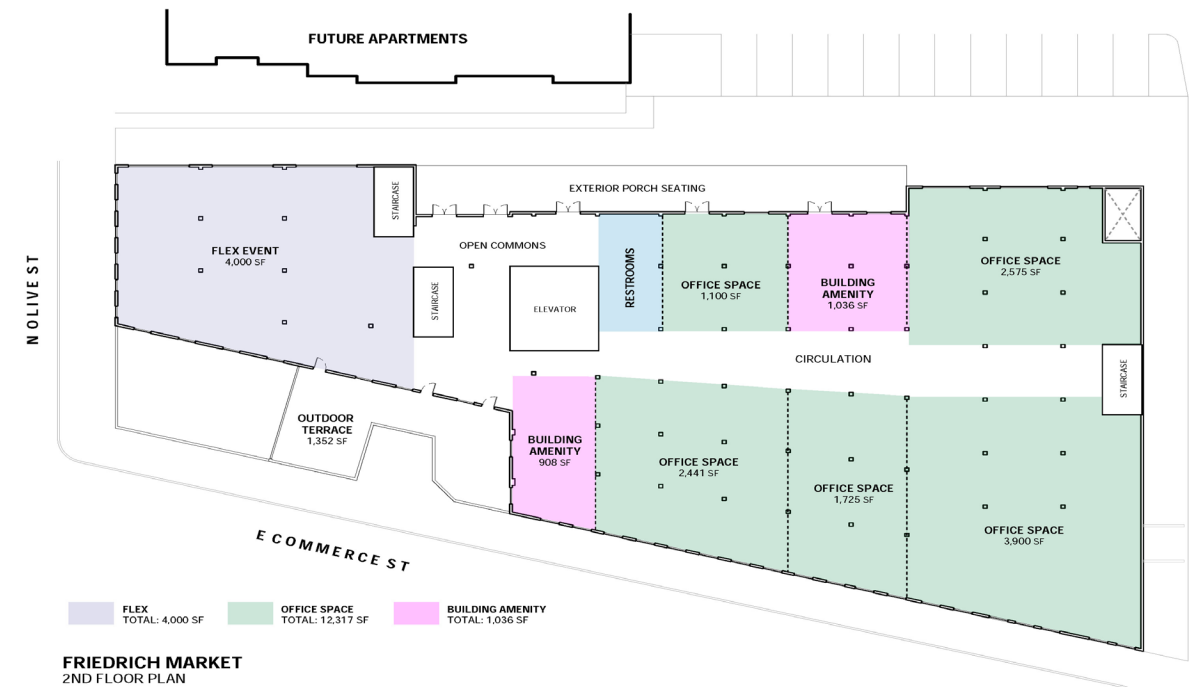 FUTURE APARTMENTS
EXTERIOR PORCH SEATING
STAIRCASE
OPEN COMMONS
FLEX EVENT
4,000 SF
STAIRCASE
ELEVATOR
RESTROOMS
OFFICE SPACE
1,100 SF
BUILDING
AMENITY
1,036 SF
OFFICE SPACE
2,575 SF
N OLIVE ST
CIRCULATION
STAIRCASE
OUTDOOR
TERRACE
1,352 SF
BUILDING
AMENITY
908 SF
OFFICE SPACE
2,441 SF
OFFICE SPACE
1,725 SF
OFFICE SPACE
3,900 SF
E COMMERCE ST
FLEX
TOTAL: 4,000 SF
OFFICE SPACE
TOTAL: 12,317 SF
BUILDING AMENITY
TOTAL: 1,036 SF
FRIEDRICH MARKET
2ND FLOOR PLAN